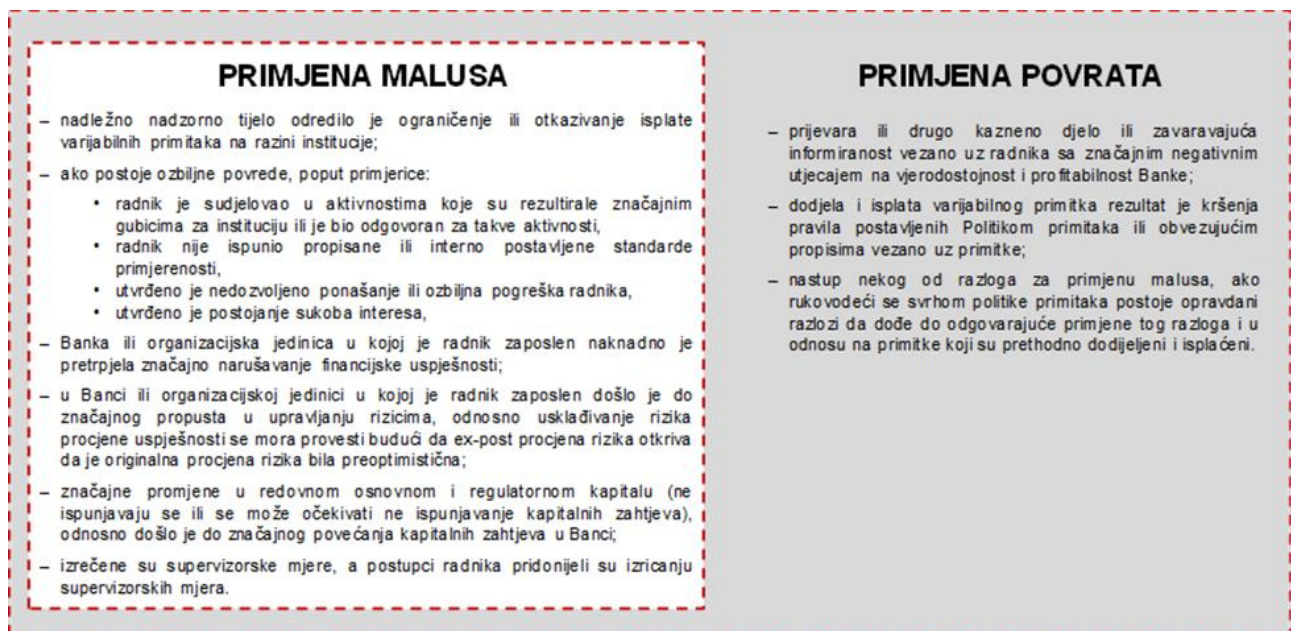 PRIMJENA MALUSA
– nadležno nadzorno tijelo odredilo je ograničenje ili otkazivanje isplate
varijabilnih primitaka na razini institucije;
– ako postoje ozbiljne povrede, poput primjerice:
• radnik je sudjelovao u aktivnostima koje su rezultirale značajnim
gubicima za instituciju ili je bio odgovoran za takve aktivnosti,
• radnik nije ispunio propisane ili interno postavljene standarde
primjerenosti,
• utvrđeno je nedozvoljeno ponašanje ili ozbiljna pogreška radnika,
• utvrđeno je postojanje sukoba interesa,
– Banka ili organizacijska jedinica u kojoj je radnik zaposlen naknadno je
pretrpjela značajno narušavanje financijske uspješnosti;
– u Banci ili organizacijskoj jedinici u kojoj je radnik zaposlen došlo je do
značajnog propusta u upravljanju rizicima, odnosno usklađivanje rizika
procjene uspješnosti se mora provesti budući da ex-post procjena rizika otkriva
da je originalna procjena rizika bila preoptimistična;
– značajne promjene u redovnom osnovnom i regulatornom kapitalu (ne
ispunjavaju se ili se može očekivati ne ispunjavanje kapitalnih zahtjeva),
odnosno došlo je do značajnog povećanja kapitalnih zahtjeva u Banci;
– izrečene su supervizorske mjere, a postupci radnika pridonijeli su izricanju
supervizorskih mjera.
PRIMJENA POVRATA
– prijevara ili drugo kazneno djelo ili zavaravajuća
informiranost vezano uz radnika sa značajnim negativnim
utjecajem na vjerodostojnost i profitabilnost Banke;
– dodjela i isplata varijabilnog primitka rezultat je kršenja
pravila postavljenih Politikom primitaka ili obvezujućim
propisima vezano uz primitke;
– nastup nekog od razloga za primjenu malusa, ako
rukovodeći se svrhom politike primitaka postoje opravdani
razlozi da dođe do odgovarajuće primjene tog razloga i u
odnosu na primitke koji su prethodno dodijeljeni i isplaćeni.